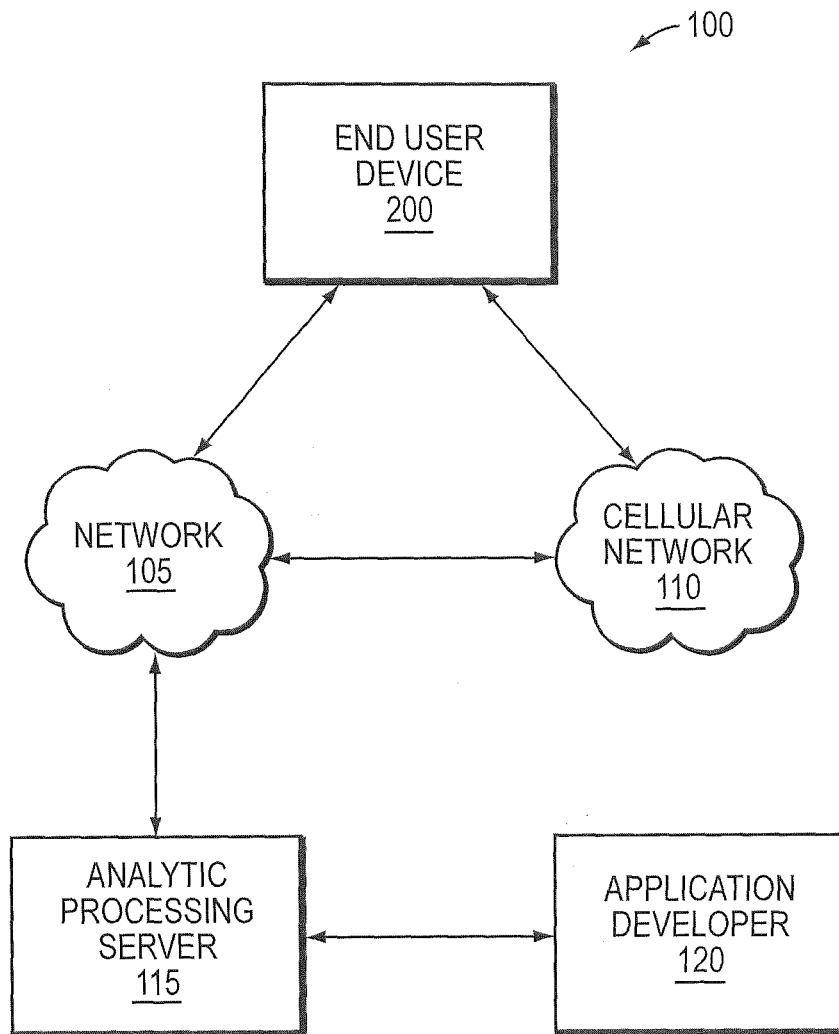 100
END USER
DEVICE
200
NETWORK
105
CELLULAR
NETWORK
110
ANALYTIC
PROCESSING
SERVER
115
APPLICATION
DEVELOPER
120